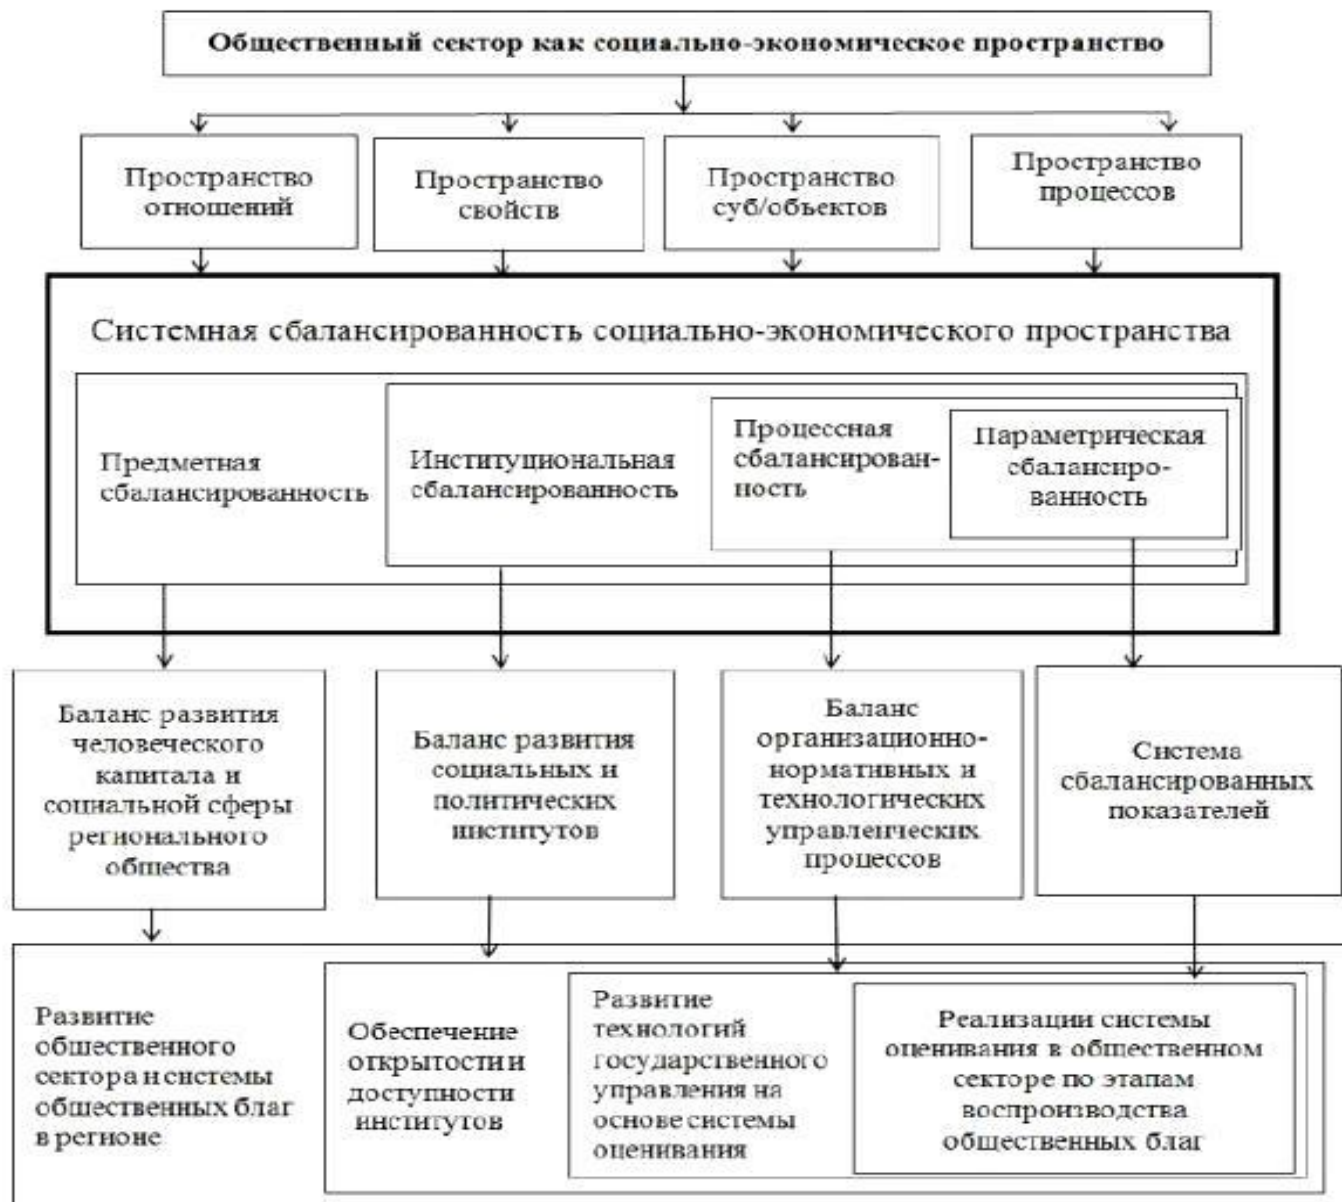 Общественный сектор как социально-экономическое пространство
Пространство
отношений
Пространство
свойств
Пространство
суб/объектов
Пространство
процессов
Системная сбалансированность социально-экономического пространства
Предметная
сбалансированность
Институциональная
сбалансированность
Процессная
сбалансирован-
ность
Параметрическая
сбалансиро-
ванность
Баланс развития
человеческого
капитала и
социальной сферы
регионального
общества
Баланс развития
социальных и
политических
институтов
Баланс
организационно-
нормативных и
технологических
управленческих
процессов
Система
сбалансированных
показателей
Развитие
общественного
сектора и системы
общественных благ
в регионе
Обеспечение
открытости и
доступности
институтов
Развитие
технологий
государственного
управления на
основе системы
оценивания
Реализации системы
оценивания в общественном
секторе по этапам
воспроизводства
общественных благ